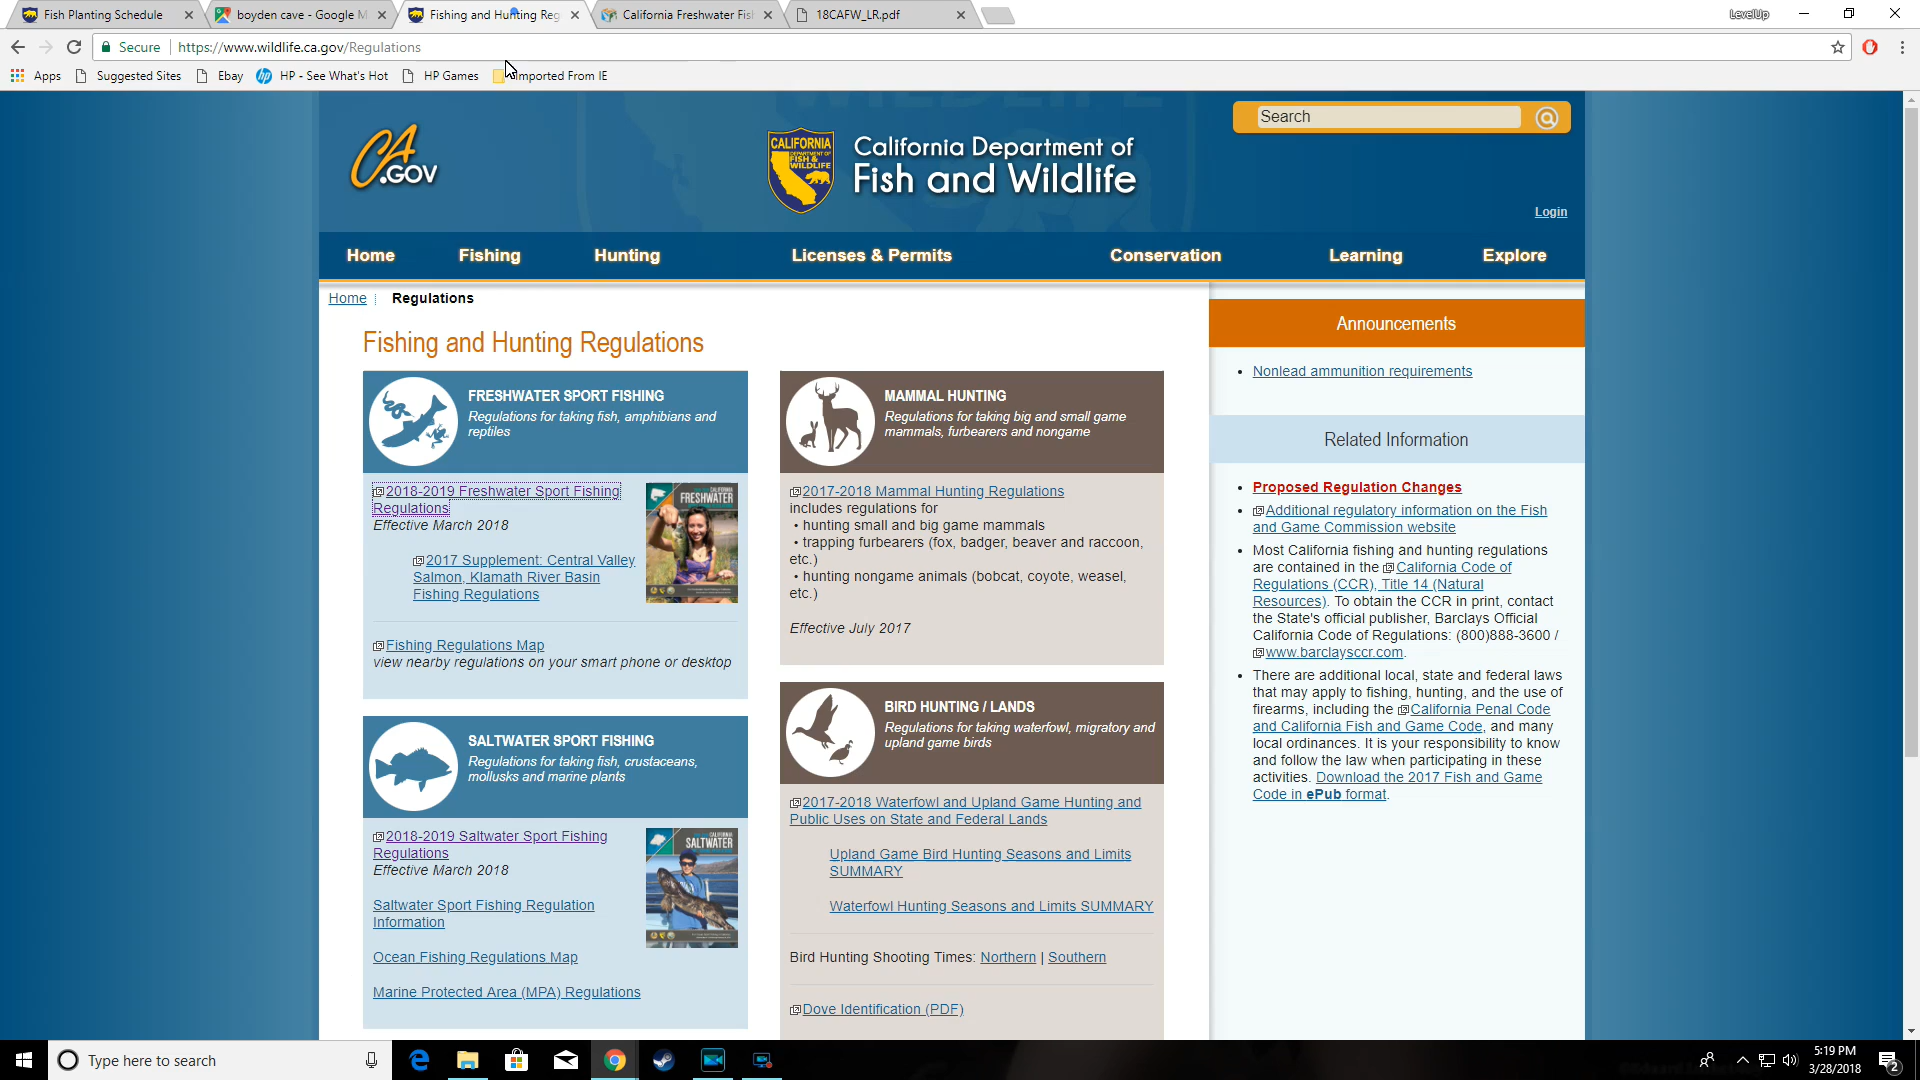 Fish Planting Schedule
boyden cave - Google M
Fishing and Hunting Reg
California Freshwater Fish
18CAFW_LR.pdf
LevelUp
Secure
https://www.wildlife.ca.gov/Regulations
Apps
Suggested Sites
Ebay
HP - See What's Hot
HP Games
Imported From IE
CA.GOV
CALIFORNIA
DEPARTMENT OF
FISH &
WILDLIFE
California Department of
Fish and Wildlife
Search
Login
Home
Fishing
Hunting
Licenses & Permits
Conservation
Learning
Explore
Home
Regulations
Fishing and Hunting Regulations
FRESHWATER SPORT FISHING
Regulations for taking fish, amphibians and
reptiles
2018-2019 Freshwater Sport Fishing
Regulations
Effective March 2018
2017 Supplement: Central Valley
Salmon, Klamath River Basin
Fishing Regulations
CALIFORNIA
FRESHWATER
Fishing Regulations Map
view nearby regulations on your smart phone or desktop
SALTWATER SPORT FISHING
Regulations for taking fish, crustaceans,
mollusks and marine plants
2018-2019 Saltwater Sport Fishing
Regulations
Effective March 2018
Saltwater Sport Fishing Regulation
Information
Ocean Fishing Regulations Map
Marine Protected Area (MPA) Regulations
CALIFORNIA
SALTWATER
MAMMAL HUNTING
Regulations for taking big and small game
mammals, furbearers and nongame
2017-2018 Mammal Hunting Regulations
includes regulations for
• hunting small and big game mammals
• trapping furbearers (fox, badger, beaver and raccoon,
etc.)
• hunting nongame animals (bobcat, coyote, weasel,
etc.)
Effective July 2017
BIRD HUNTING / LANDS
Regulations for taking waterfowl, migratory and
upland game birds
2017-2018 Waterfowl and Upland Game Hunting and
Public Uses on State and Federal Lands
Upland Game Bird Hunting Seasons and Limits
SUMMARY
Waterfowl Hunting Seasons and Limits SUMMARY
Bird Hunting Shooting Times: Northern | Southern
Dove Identification (PDF)
Announcements
• Nonlead ammunition requirements
Related Information
• Proposed Regulation Changes
• Additional regulatory information on the Fish
and Game Commission website
• Most California fishing and hunting regulations
are contained in the California Code of
Regulations (CCR), Title 14 (Natural
Resources). To obtain the CCR in print, contact
the State's official publisher, Barclays Official
California Code of Regulations: (800)888-3600 /
www.barclaysccr.com.
• There are additional local, state and federal laws
that may apply to fishing, hunting, and the use of
firearms, including the California Penal Code
and California Fish and Game Code, and many
local ordinances. It is your responsibility to know
and follow the law when participating in these
activities. Download the 2017 Fish and Game
Code in ePub format.
Type here to search
5:19 PM
3/28/2018
2